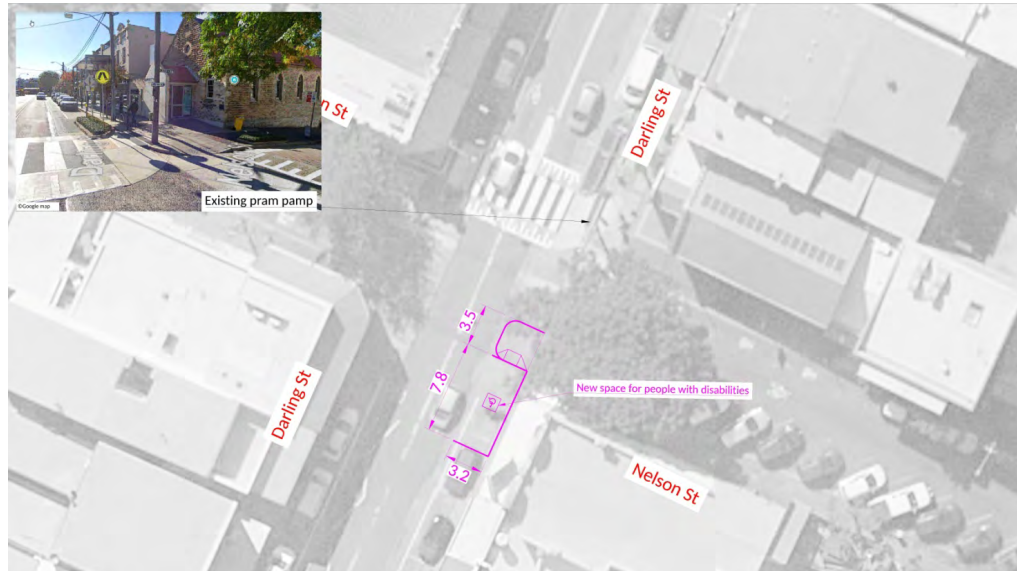 ©Google map
Existing pram pamp
n St
Darling St
3.5
7.8
New space for people with disabilities
Darling St
3.2
Nelson St